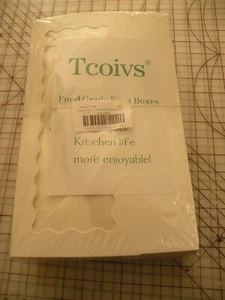 Tcoivs®
Food Grade Boxes
Kitchen life
more enjoyable!